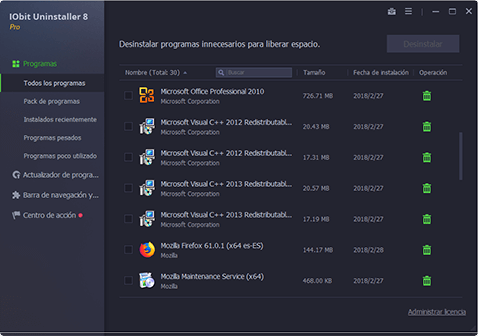 IObit Uninstaller 8
Pro
Programas
Todos los programas
Pack de programas
Instalados recientemente
Programas pesados
Programas poco utilizado
Actualizador de progra...
Barra de navegación y...
Centro de acción
Desinstalar programas innecesarios para liberar espacio.
Desinstalar
Nombre (Total: 30) Buscar Tamaño Fecha de instalación Operación
Microsoft Office Professional 2010
Microsoft Corporation
726.71 MB 2018/2/27
Microsoft Visual C++ 2012 Redistributabl...
Microsoft Corporation
20.43 MB 2018/2/27
Microsoft Visual C++ 2012 Redistributabl...
Microsoft Corporation
17.31 MB 2018/2/27
Microsoft Visual C++ 2013 Redistributabl...
Microsoft Corporation
20.57 MB 2018/2/27
Microsoft Visual C++ 2013 Redistributabl...
Microsoft Corporation
17.19 MB 2018/2/27
Mozilla Firefox 61.0.1 (x64 es-ES)
Mozilla
144.17 MB 2018/2/28
Mozilla Maintenance Service (x64)
Mozilla
468.00 KB 2018/2/27
Administrar licencia